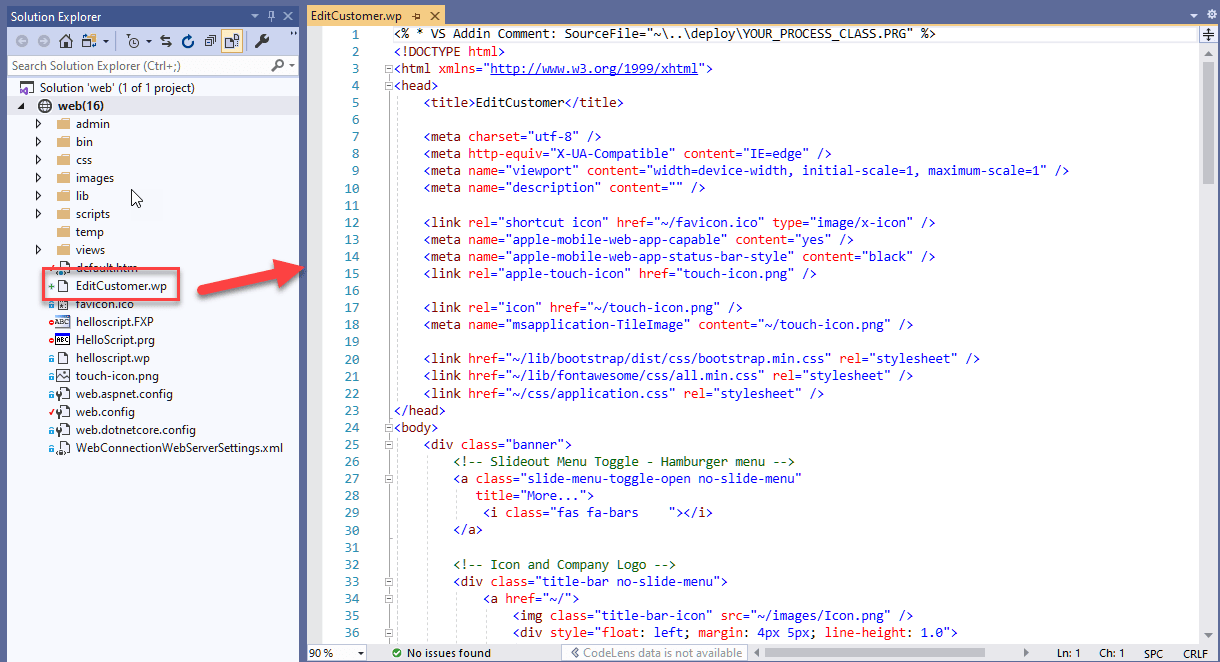 Solution Explorer
Search Solution Explorer (Ctrl+;)
Solution 'web' (1 of 1 project)
web(16)
admin
bin
css
images
lib
scripts
temp
views
default.htm
EditCustomer.wp
favicon.ico
helloscript.FXP
HelloScript.prg
helloscript.wp
touch-icon.png
web.aspnet.config
web.config
web.dotnetcore.config
WebConnectionWebServerSettings.xml
EditCustomer.wp
1 <% * VS Addin Comment: SourceFile="~\..\deploy\YOUR_PROCESS_CLASS.PRG" %>
2 <!DOCTYPE html>
3 <html xmlns="http://www.w3.org/1999/xhtml">
4 <head>
5 <title>EditCustomer</title>
6
7 <meta charset="utf-8" />
8 <meta http-equiv="X-UA-Compatible" content="IE=edge" />
9 <meta name="viewport" content="width=device-width, initial-scale=1, maximum-scale=1" />
10 <meta name="description" content="" />
11
12 <link rel="shortcut icon" href="~/favicon.ico" type="image/x-icon" />
13 <meta name="apple-mobile-web-app-capable" content="yes" />
14 <meta name="apple-mobile-web-app-status-bar-style" content="black" />
15 <link rel="apple-touch-icon" href="touch-icon.png" />
16
17 <link rel="icon" href="~/touch-icon.png" />
18 <meta name="msapplication-TileImage" content="~/touch-icon.png" />
19
20 <link href="~/lib/bootstrap/dist/css/bootstrap.min.css" rel="stylesheet" />
21 <link href="~/lib/fontawesome/css/all.min.css" rel="stylesheet" />
22 <link href="~/css/application.css" rel="stylesheet" />
23 </head>
24 <body>
25 <div class="banner">
26 <!-- Slideout Menu Toggle - Hamburger menu -->
27 <a class="slide-menu-toggle-open no-slide-menu"
28 title="More...">
29 <i class="fas fa-bars    "></i>
30 </a>
31
32 <!-- Icon and Company Logo -->
33 <div class="title-bar no-slide-menu">
34 <a href="~/">
35 <img class="title-bar-icon" src="~/images/Icon.png" />
36 <div style="float: left; margin: 4px 5px; line-height: 1.0">
90 %
No issues found
CodeLens data is not available
Ln: 1
Ch: 1
SPC
CRLF